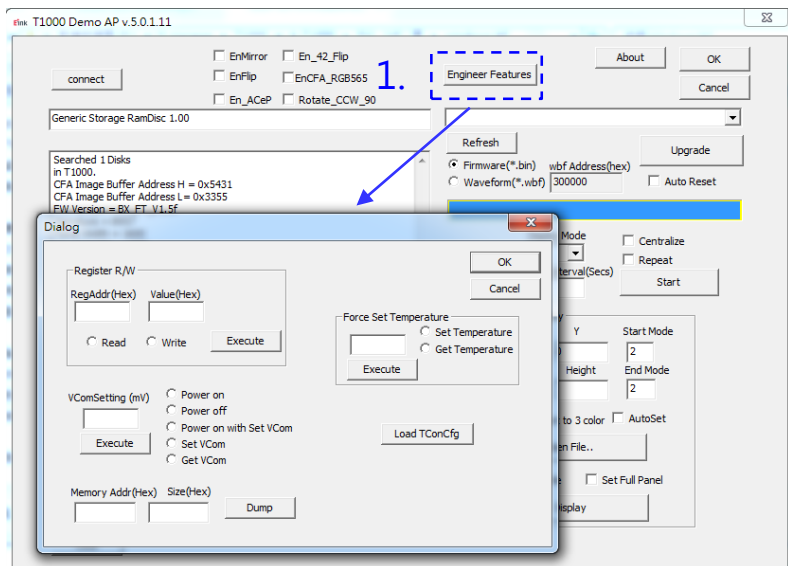 Eink T1000 Demo AP v.5.0.1.11
EnMirror En_42_Flip
EnFlip EnCFA_RGB565
En_ACeP Rotate_CCW_90
connect
1.
Engineer Features
About OK
Cancel
Generic Storage RamDisc 1.00
Searched 1 Disks
in T1000.
CFA Image Buffer Address H = 0x5431
CFA Image Buffer Address L= 0x3355
FW Version = BX_FT_V1.5f
Refresh
Upgrade
Firmware(*.bin) wbf Address(hex)
Waveform(*.wbf) 300000 Auto Reset
Mode Centralize
Repeat
terval(Secs) Start
Y Start Mode
2
Height End Mode
2
to 3 color AutoSet
en File..
Set Full Panel
isplay
Dialog
OK
Cancel
Register R/W
RegAddr(Hex) Value(Hex)
Read Write Execute
Force Set Temperature
Set Temperature
Get Temperature
Execute
VComSetting (mV)
Execute
Power on
Power off
Power on with Set VCom
Set VCom
Get VCom
Load TConCfg
Memory Addr(Hex) Size(Hex)
Dump